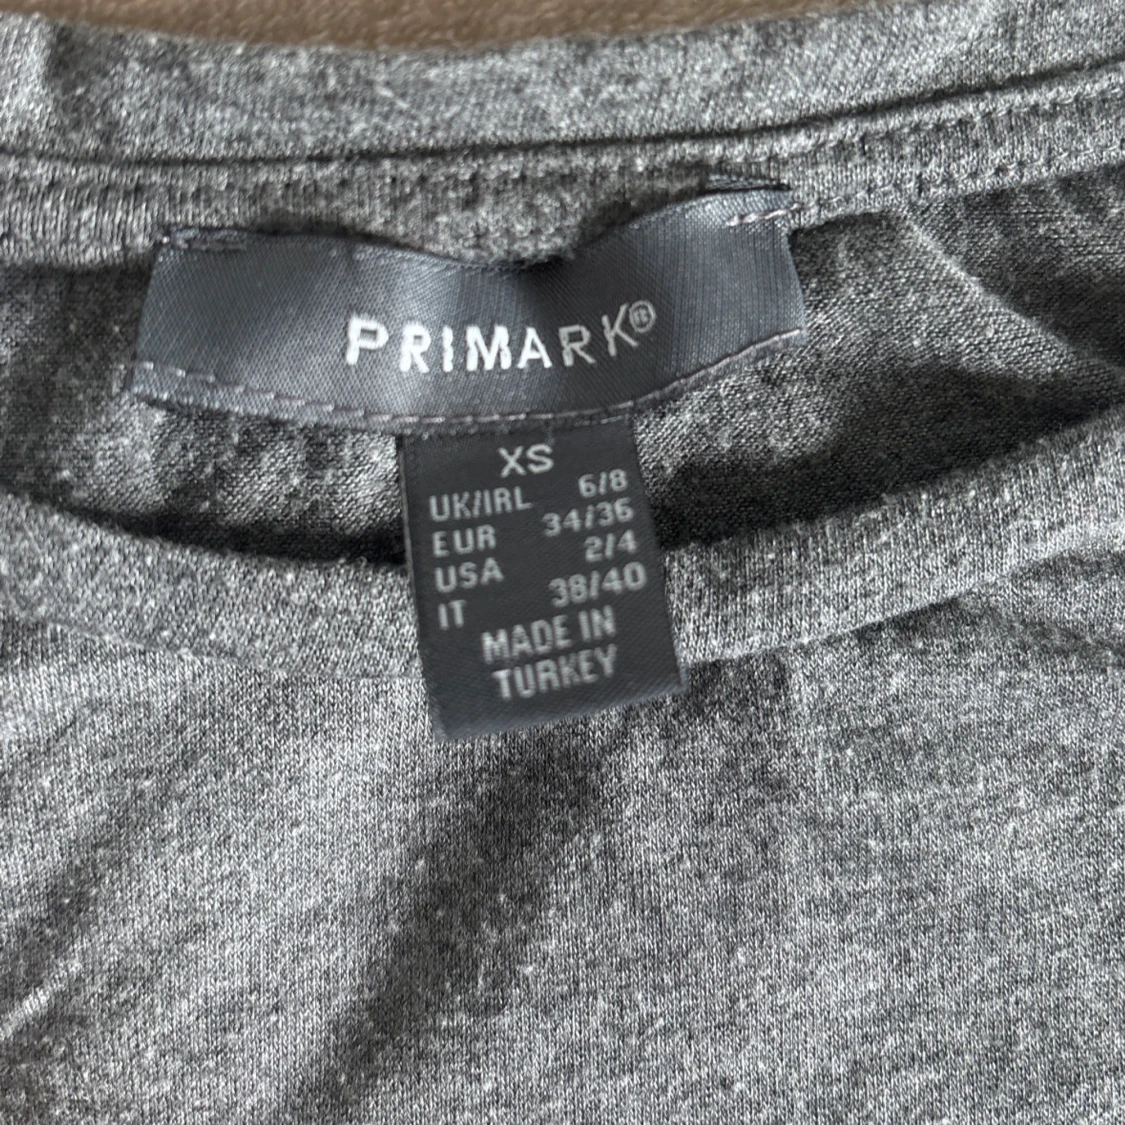 PRIMARK®
XS
UK/IRL 6/8
EUR 34/36
USA 2/4
IT 38/40
MADE IN
TURKEY